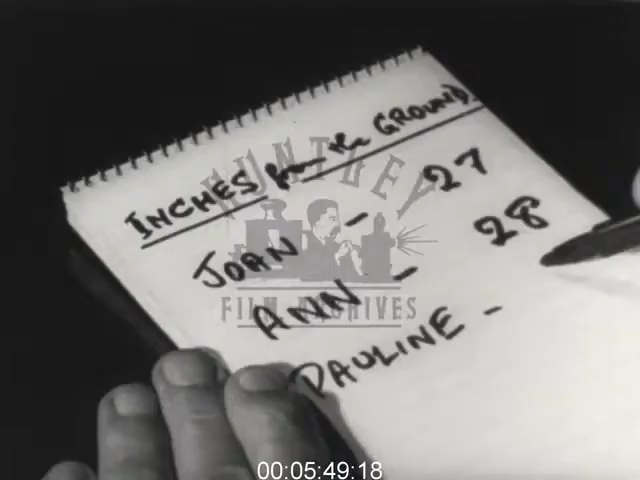 INCHES from the GROUND
JOAN - 27
ANN - 28
PAULINE -
HUNTLEY
FILM ARCHIVES
00:05:49:18